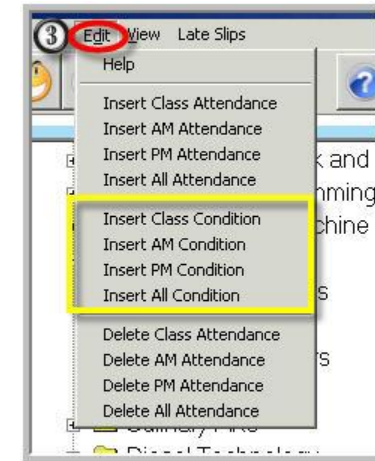 3 Edit View Late Slips
Help
Insert Class Attendance
Insert AM Attendance
Insert PM Attendance
Insert All Attendance
Insert Class Condition
Insert AM Condition
Insert PM Condition
Insert All Condition
Delete Class Attendance
Delete AM Attendance
Delete PM Attendance
Delete All Attendance
and